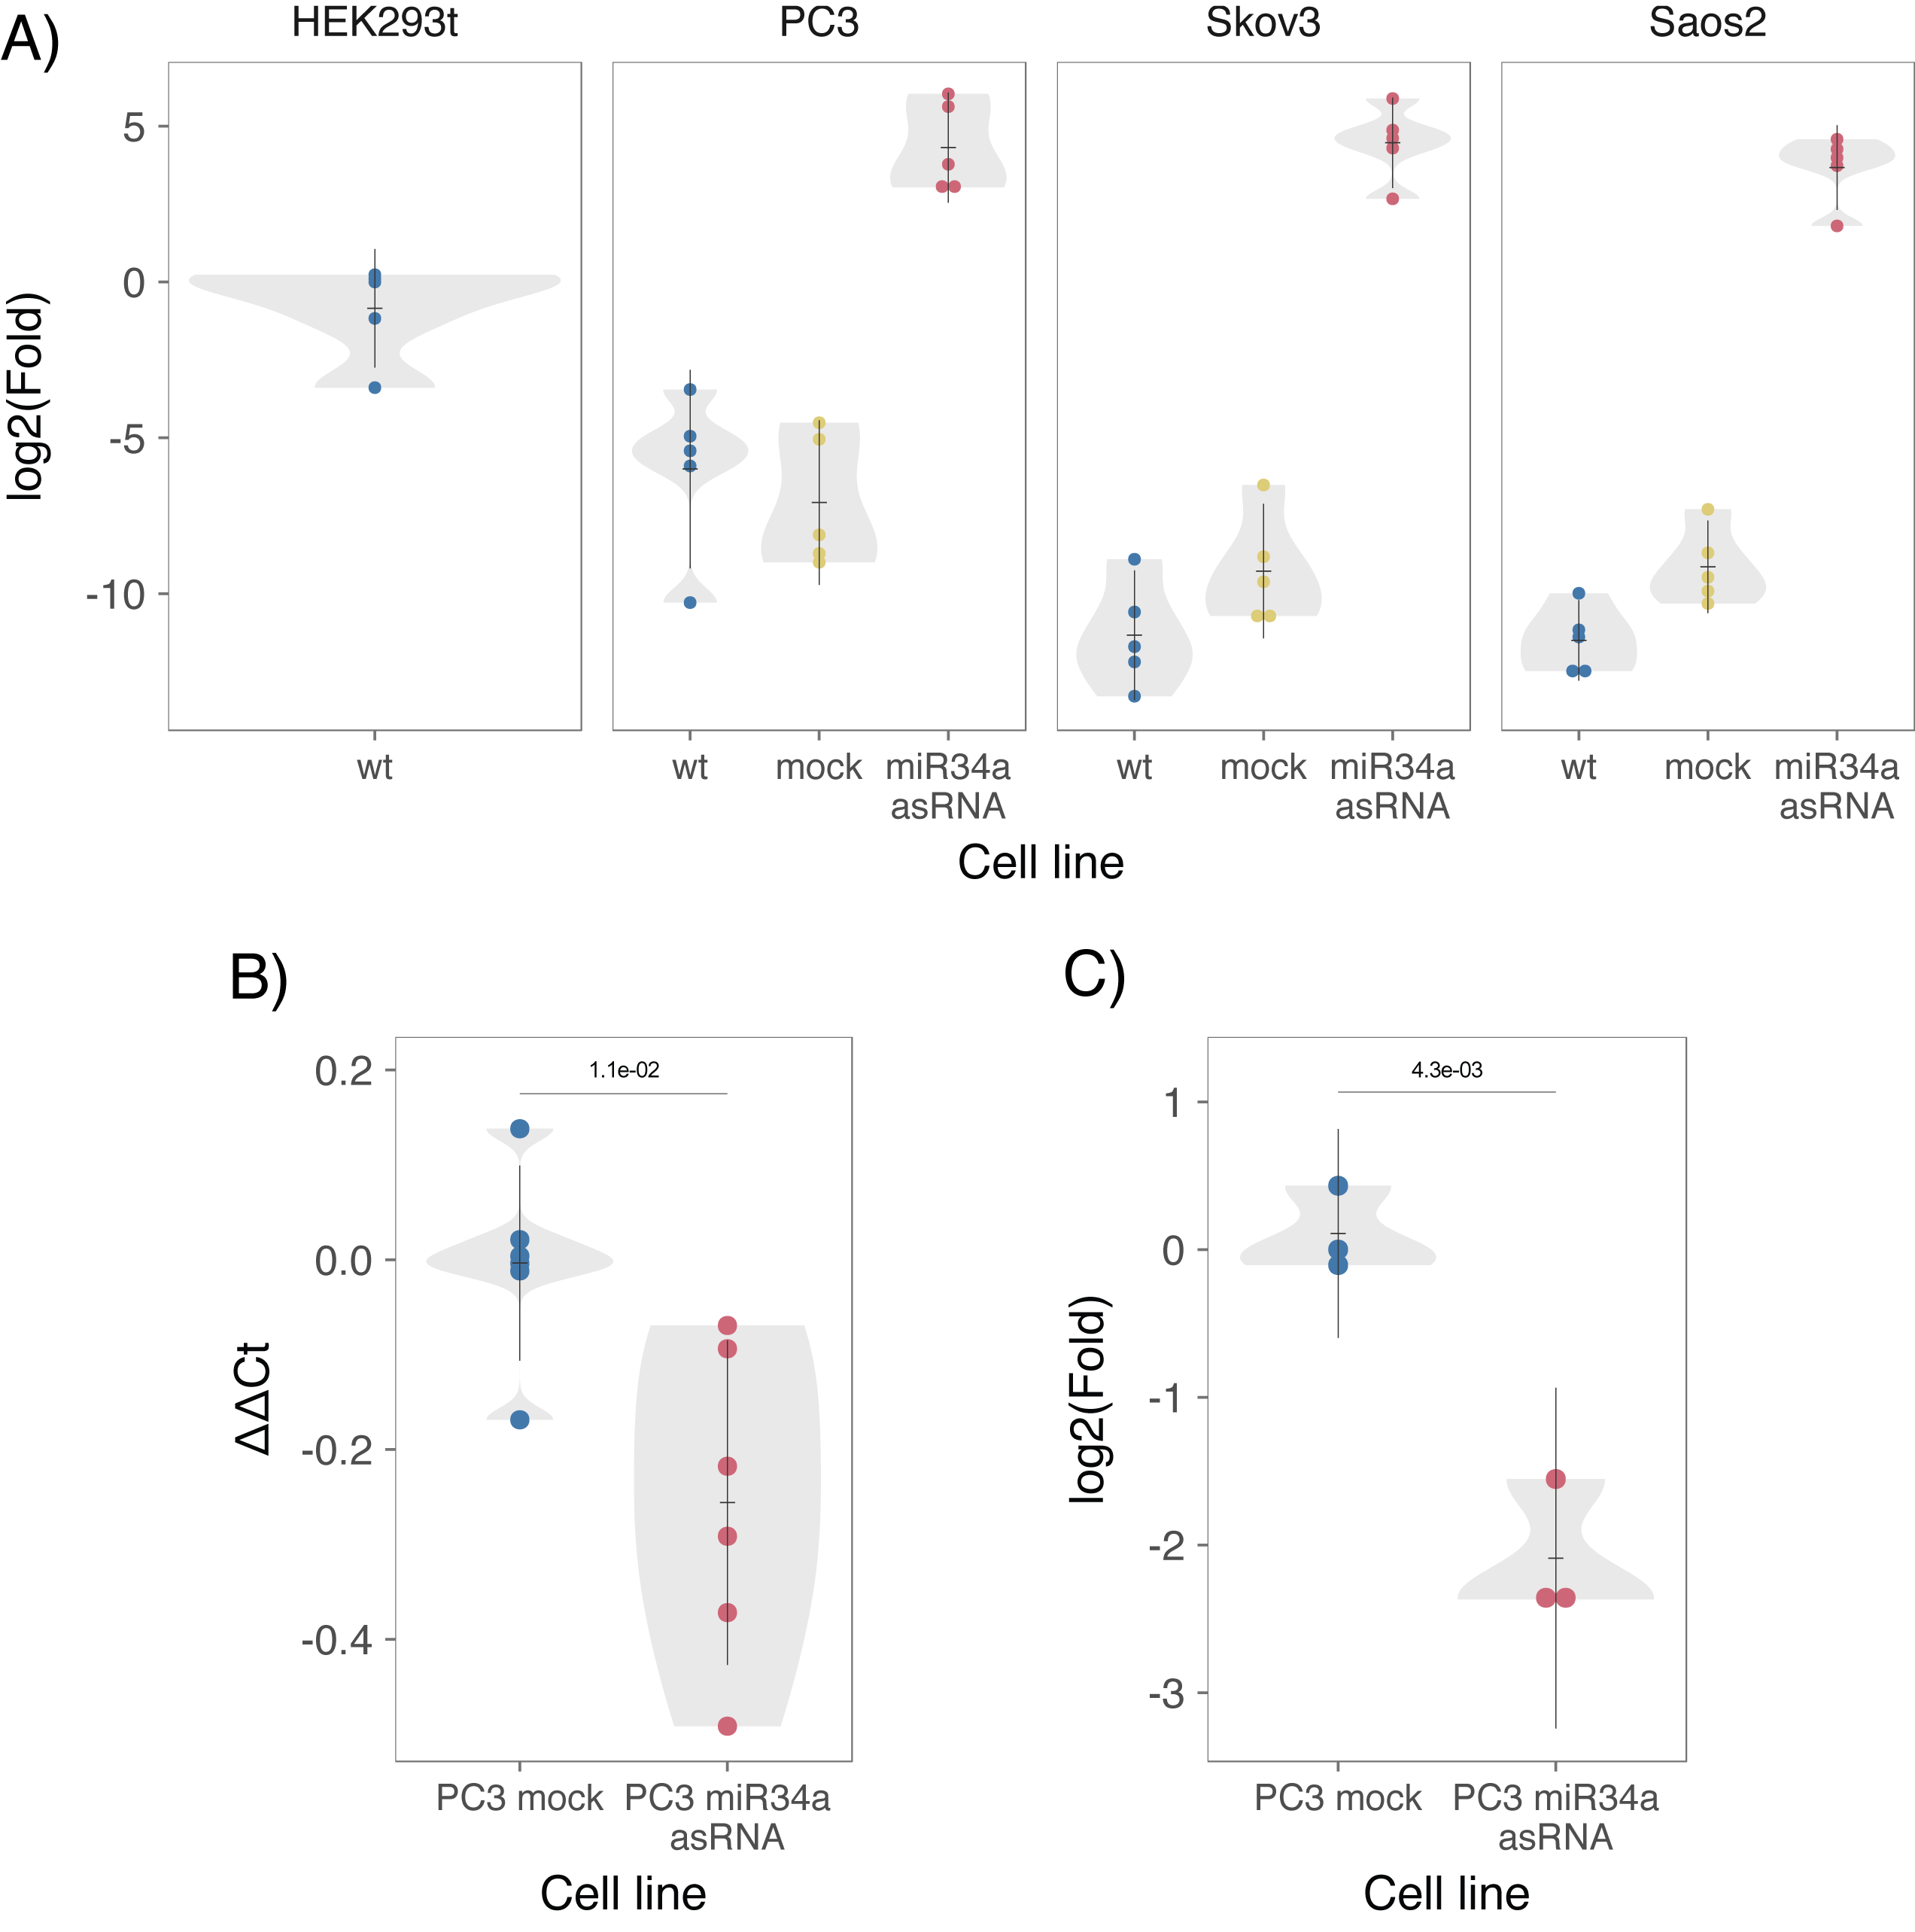 A)
HEK293t
PC3
Skov3
Saos2
log2(Fold)
5
0
-5
-10
wt
wt
mock
miR34a
asRNA
wt
mock
miR34a
asRNA
wt
mock
miR34a
asRNA
Cell line
B)
ΔΔCt
0.2
0.0
-0.2
-0.4
1.1e-02
PC3 mock
PC3 miR34a
asRNA
Cell line
C)
log2(Fold)
1
0
-1
-2
-3
4.3e-03
PC3 mock
PC3 miR34a
asRNA
Cell line